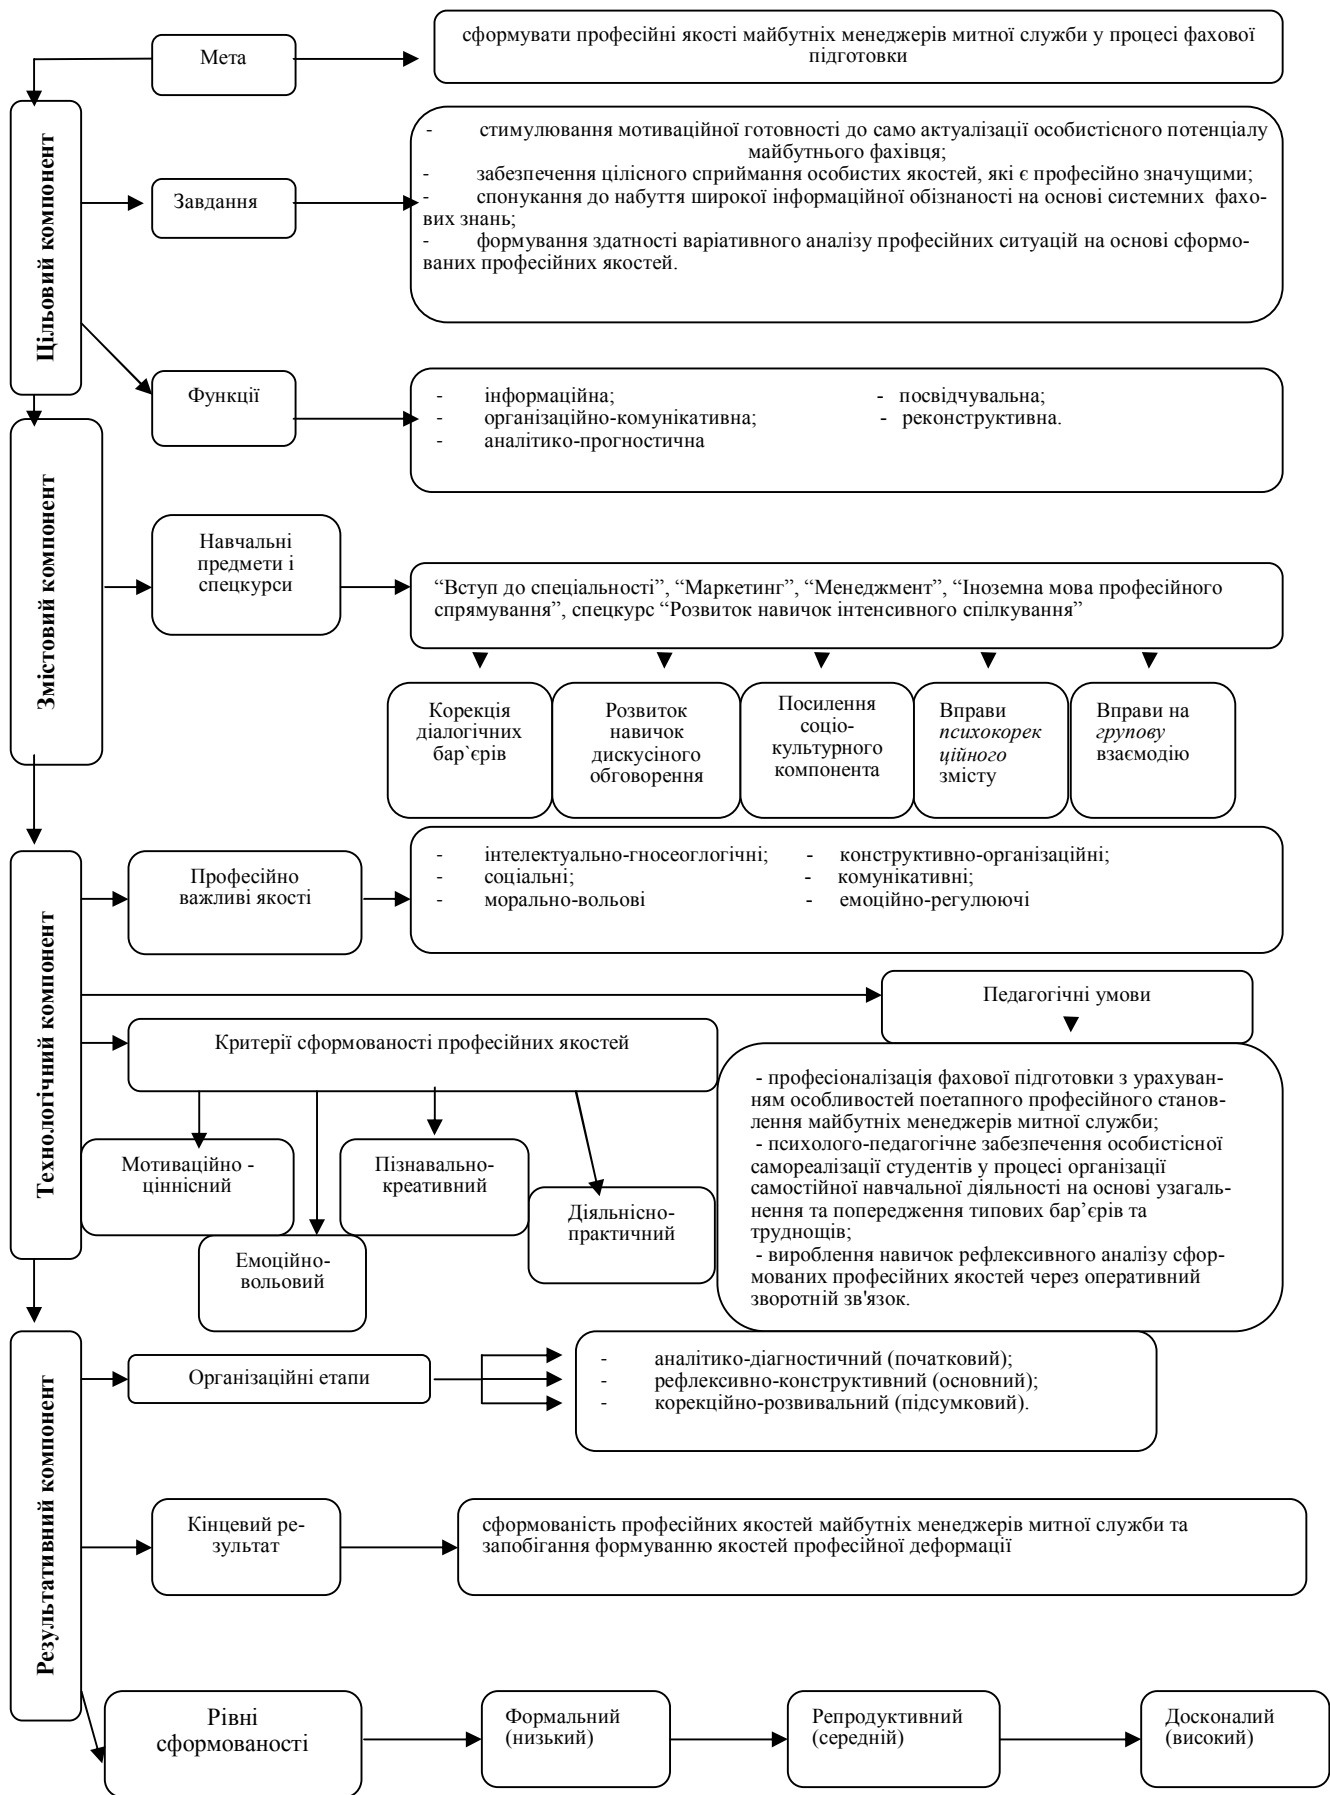 Мета
сформувати професійні якості майбутніх менеджерів митної служби у процесі фахової
підготовки
Цільовий компонент
Завдання
- стимулювання мотиваційної готовності до само актуалізації особистісного потенціалу
майбутнього фахівця;
- забезпечення цілісного сприймання особистих якостей, які є професійно значущими;
- спонукання до набуття широкої інформаційної обізнаності на основі системних фахо-
вих знань;
- формування здатності варіативного аналізу професійних ситуацій на основі сформо-
ваних професійних якостей.
Функції
- інформаційна; - посвідчувальна;
- організаційно-комунікативна; - реконструктивна.
- аналітико-прогностична
Змістовий компонент
Навчальні
предмети і
спецкурси
“Вступ до спеціальності”, “Маркетинг”, “Менеджмент”, “Іноземна мова професійного
спрямування”, спецкурс “Розвиток навичок інтенсивного спілкування”
Корекція
діалогічних
бар`єрів
Розвиток
навичок
дискусіного
обговорення
Посилення
соціо-
культурного
компонента
Вправи
психокорек
ційного
змісту
Вправи на
групову
взаємодію
Технологічний компонент
Професійно
важливі якості
- інтелектуально-гносеоглогічні; - конструктивно-організаційні;
- соціальні; - комунікативні;
- морально-вольові - емоційно-регулюючі
Педагогічні умови
Критерії сформованості професійних якостей
- професіоналізація фахової підготовки з урахуван-
ням особливостей поетапного професійного станов-
лення майбутніх менеджерів митної служби;
- психолого-педагогічне забезпечення особистісної
самореалізації студентів у процесі організації
самостійної навчальної діяльності на основі узагаль-
нення та попередження типових бар’єрів та
труднощів;
- вироблення навичок рефлексивного аналізу сфор-
мованих професійних якостей через оперативний
зворотній зв'язок.
Мотиваційно -
ціннісний
Емоційно-
вольовий
Пізнавально-
креативний
Діяльнісно-
практичний
Результативний компонент
Організаційні етапи
- аналітико-діагностичний (початковий);
- рефлексивно-конструктивний (основний);
- корекційно-розвивальний (підсумковий).
Кінцевий ре-
зультат
сформованість професійних якостей майбутніх менеджерів митної служби та
запобігання формуванню якостей професійної деформації
Рівні
сформованості
Формальний
(низький)
Репродуктивний
(середній)
Досконалий
(високий)